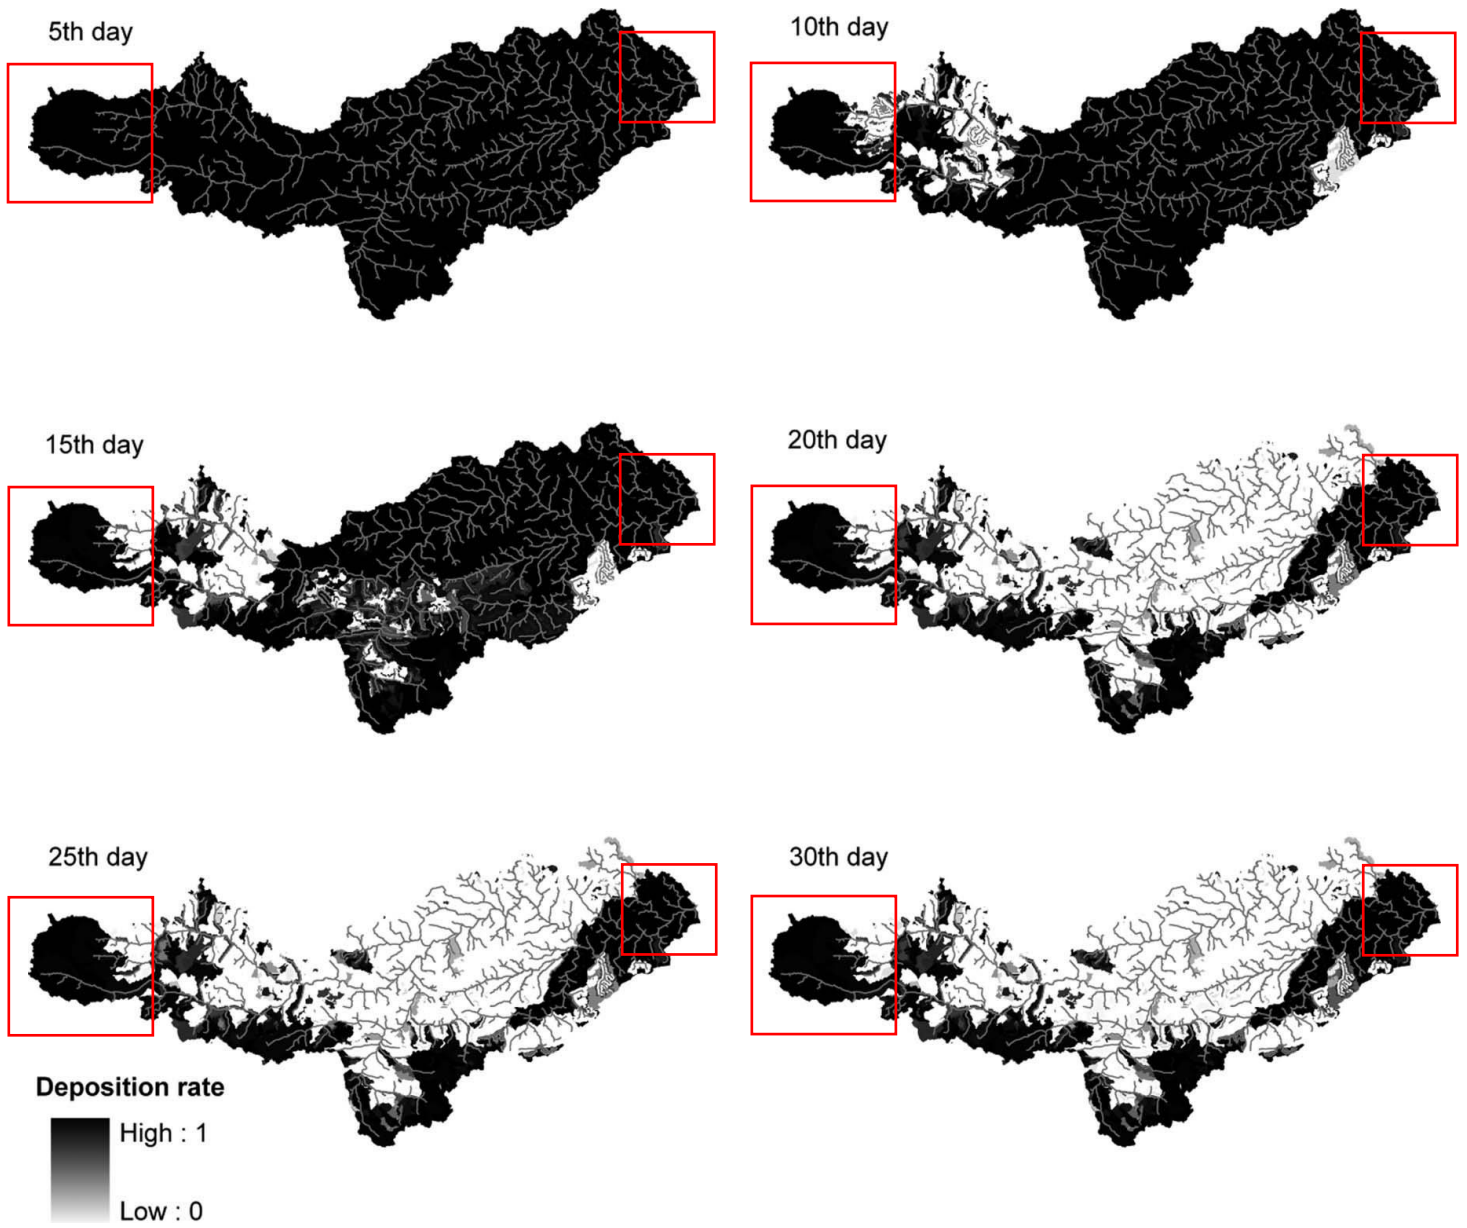 5th day
10th day
15th day
20th day
25th day
30th day
Deposition rate
High : 1
Low : 0